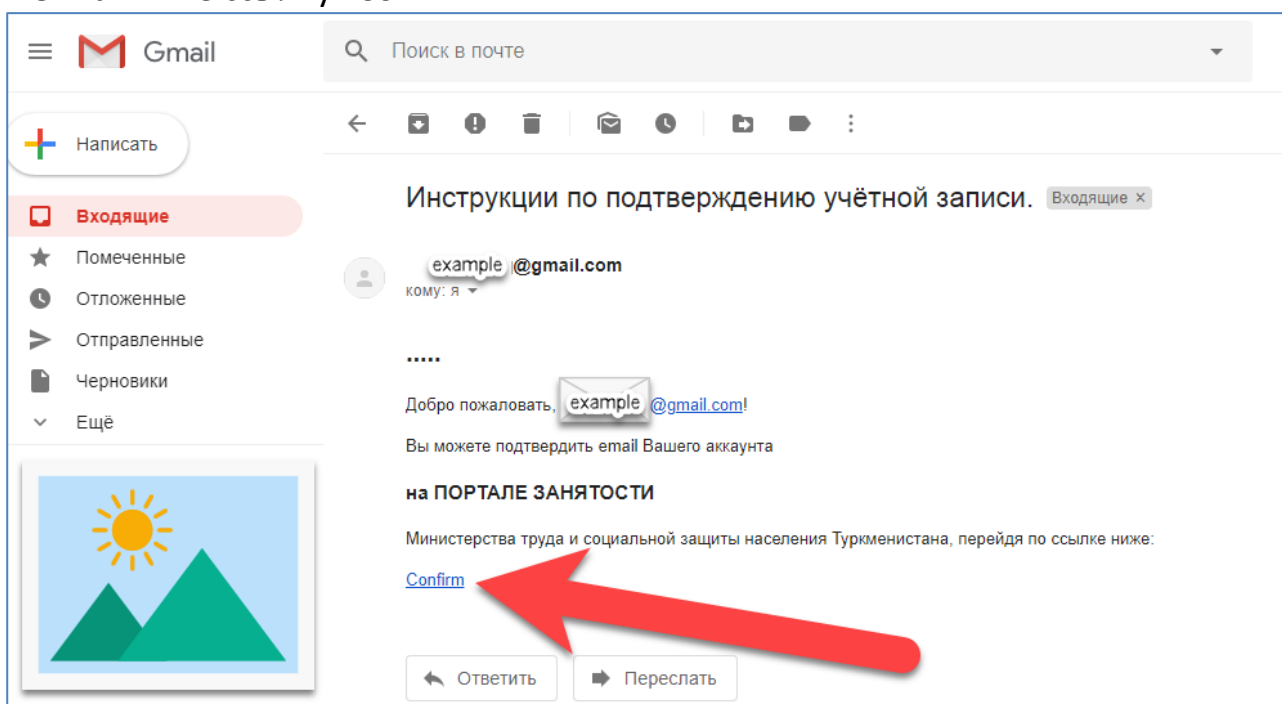 Gmail
Поиск в почте
Написать
Входящие
Помеченные
Отложенные
Отправленные
Черновики
Ещё
Инструкции по подтверждению учётной записи. Входящие ×
example @gmail.com
кому: я
.....
Добро пожаловать, example @gmail.com!
Вы можете подтвердить email Вашего аккаунта
на ПОРТАЛЕ ЗАНЯТОСТИ
Министерства труда и социальной защиты населения Туркменистана, перейдя по ссылке ниже:
Confirm
Ответить
Переслать